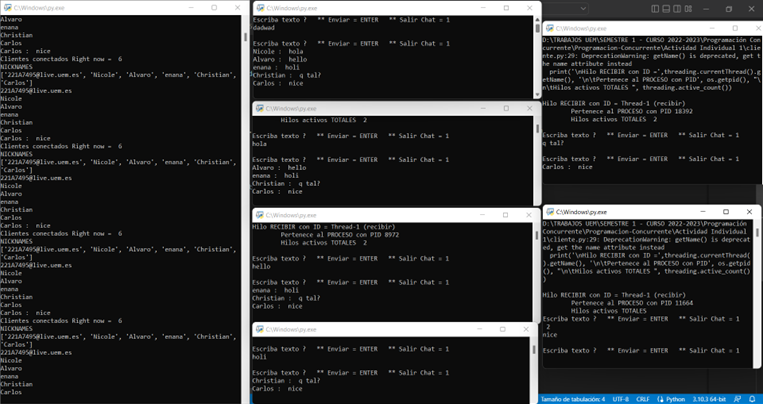 C:\Windows\py.exe
Alvaro
enana
Christian
Carlos
Carlos :  nice
Clientes conectados Right now =  6
NICKNAMES
['221A7495@live.uem.es', 'Nicole', 'Alvaro', 'enana', 'Christian',
'Carlos']
221A7495@live.uem.es
Nicole
Alvaro
enana
Christian
Carlos
Carlos :  nice
Clientes conectados Right now =  6
NICKNAMES
['221A7495@live.uem.es', 'Nicole', 'Alvaro', 'enana', 'Christian',
'Carlos']
221A7495@live.uem.es
Nicole
Alvaro
enana
Christian
Carlos
Carlos :  nice
Clientes conectados Right now =  6
NICKNAMES
['221A7495@live.uem.es', 'Nicole', 'Alvaro', 'enana', 'Christian',
'Carlos']
221A7495@live.uem.es
Nicole
Alvaro
enana
Christian
Carlos
Carlos :  nice
Clientes conectados Right now =  6
NICKNAMES
['221A7495@live.uem.es', 'Nicole', 'Alvaro', 'enana', 'Christian',
'Carlos']
221A7495@live.uem.es
Nicole
Alvaro
enana
Christian
Carlos
C:\Windows\py.exe
Escriba texto ?   ** Enviar = ENTER   ** Salir Chat = 1
dadwad
Escriba texto ?   ** Enviar = ENTER   ** Salir Chat = 1
Nicole :  hola
Alvaro :  hello
enana :  holi
Christian :  q tal?
Carlos :  nice
C:\Windows\py.exe
Hilos activos TOTALES  2
Escriba texto ?   ** Enviar = ENTER   ** Salir Chat = 1
hola
Escriba texto ?   ** Enviar = ENTER   ** Salir Chat = 1
Alvaro :  hello
enana :  holi
Christian :  q tal?
Carlos :  nice
C:\Windows\py.exe
Hilo RECIBIR con ID = Thread-1 (recibir)
Pertenece al PROCESO con PID 8972
Hilos activos TOTALES  2
Escriba texto ?   ** Enviar = ENTER   ** Salir Chat = 1
hello
Escriba texto ?   ** Enviar = ENTER   ** Salir Chat = 1
enana :  holi
Christian :  q tal?
Carlos :  nice
C:\Windows\py.exe
Escriba texto ?   ** Enviar = ENTER   ** Salir Chat = 1
holi
Escriba texto ?   ** Enviar = ENTER   ** Salir Chat = 1
Christian :  q tal?
Carlos :  nice
C:\Windows\py.exe
D:\TRABAJOS UEM\SEMESTRE 1 - CURSO 2022-2023\Programación Con
currente\Programacion-Concurrente\Actividad Individual 1\clie
nte.py:29: DeprecationWarning: getName() is deprecated, get t
he name attribute instead
print('\nHilo RECIBIR con ID =',threading.currentThread().g
etName(), '\n\tPertenece al PROCESO con PID', os.getpid(), "\
n\tHilos activos TOTALES ", threading.active_count())
Hilo RECIBIR con ID = Thread-1 (recibir)
Pertenece al PROCESO con PID 18392
Hilos activos TOTALES  2
Escriba texto ?   ** Enviar = ENTER   ** Salir Chat = 1
q tal?
Escriba texto ?   ** Enviar = ENTER   ** Salir Chat = 1
Carlos :  nice
C:\Windows\py.exe
D:\TRABAJOS UEM\SEMESTRE 1 - CURSO 2022-2023\Programación
Concurrente\Programacion-Concurrente\Actividad Individual
1\cliente.py:29: DeprecationWarning: getName() is deprecat
ed, get the name attribute instead
print('\nHilo RECIBIR con ID =',threading.currentThread(
).getName(), '\n\tPertenece al PROCESO con PID', os.getpid
(), "\n\tHilos activos TOTALES ", threading.active_count()
)
Hilo RECIBIR con ID = Thread-1 (recibir)
Pertenece al PROCESO con PID 11664
Hilos activos TOTALES
Escriba texto ?   ** Enviar = ENTER   ** Salir Chat = 1
2
nice
Escriba texto ?   ** Enviar = ENTER   ** Salir Chat = 1
Tamaño de tabulación: 4   UTF-8   CRLF   Python   3.10.3 64-bit